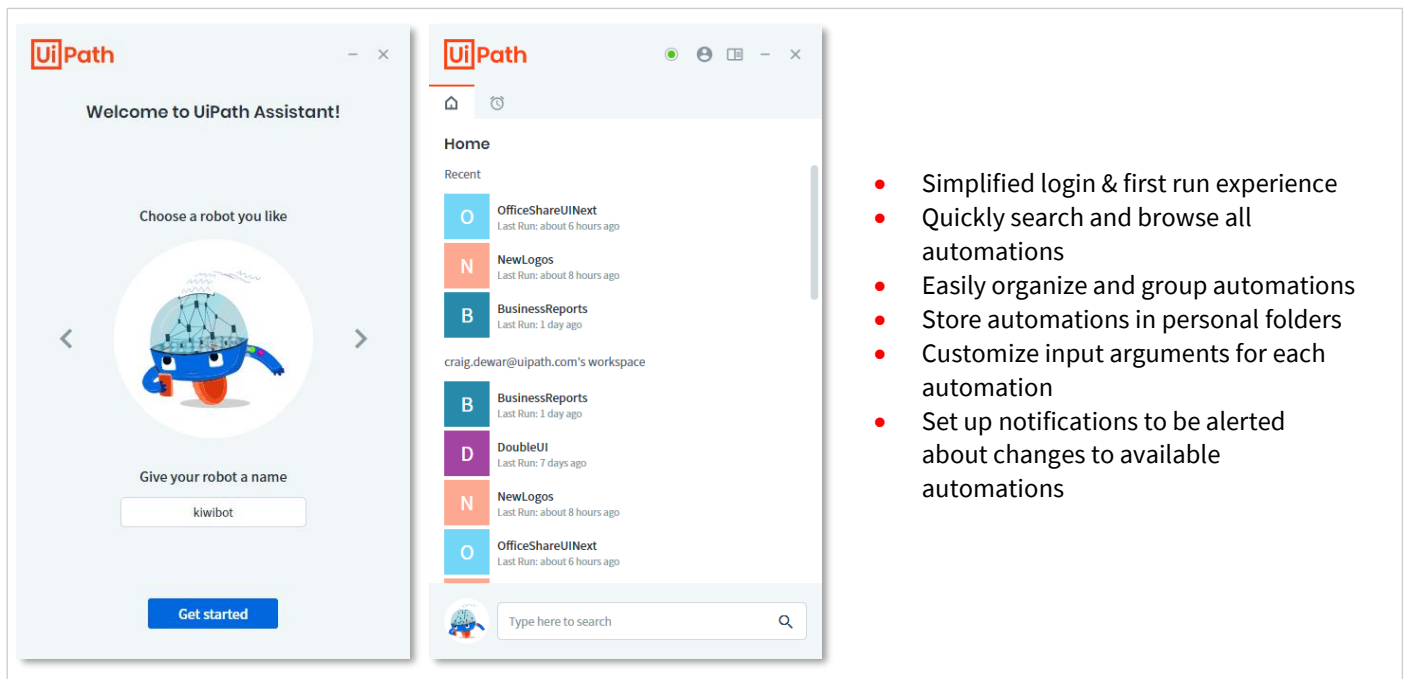 UiPath
Welcome to UiPath Assistant!
Choose a robot you like
Give your robot a name
kiwibot
Get started
UiPath
Home
Recent
O
OfficeShareUINext
Last Run: about 6 hours ago
N
NewLogos
Last Run: about 8 hours ago
B
BusinessReports
Last Run: 1 day ago
craig.dewar@uipath.com's workspace
B
BusinessReports
Last Run: 1 day ago
D
DoubleUI
Last Run: 7 days ago
N
NewLogos
Last Run: about 8 hours ago
O
OfficeShareUINext
Last Run: about 6 hours ago
Type here to search
• Simplified login & first run experience
• Quickly search and browse all
automations
• Easily organize and group automations
• Store automations in personal folders
• Customize input arguments for each
automation
• Set up notifications to be alerted
about changes to available
automations